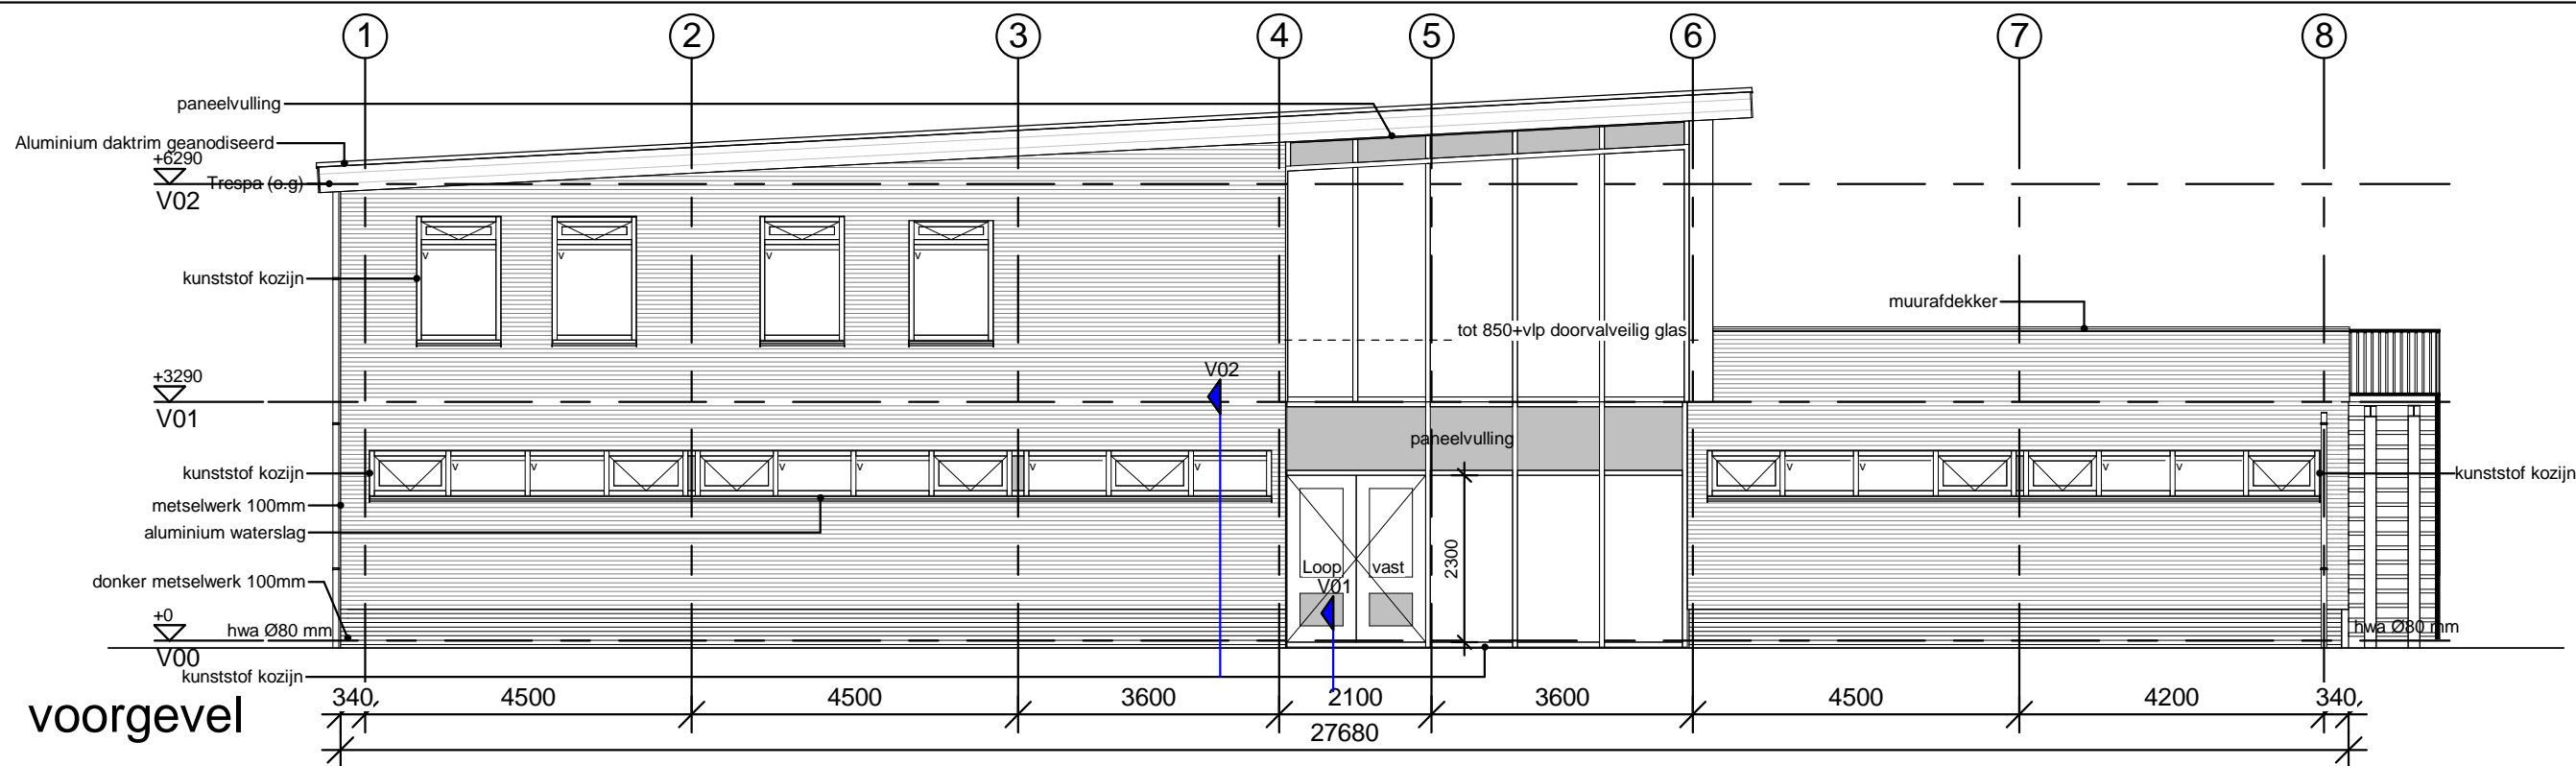 1 2 3 4 5 6 7 8
paneelvulling
Aluminium daktrim geanodiseerd
+6290
Trespa (o.g)
V02
kunststof kozijn
v v v v
muurafdekker
tot 850+vlp doorvalveilig glas
V02
+3290
V01
paneelvulling
kunststof kozijn
v v v v v v v v v v
kunststof kozijn
metselwerk 100mm
aluminium waterslag
2300
Loop vast
donker metselwerk 100mm
V01
+0
hwa Ø80 mm
hwa Ø80 mm
V00
kunststof kozijn
340 4500 4500 3600 2100 3600 4500 4200 340
voorgevel
27680